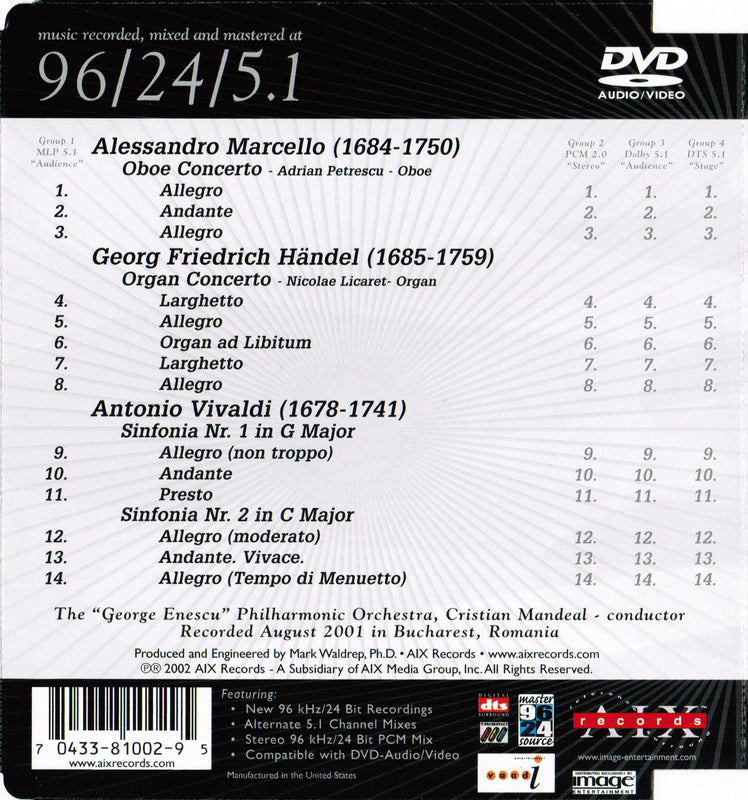 music recorded, mixed and mastered at
96/24/5.1
DVD
AUDIO/VIDEO
Group 1
MLP 5.1
"Audience"
Group 2
PCM 2.0
"Stereo"
Group 3
Dolby 5.1
"Audience"
Group 4
DTS 5.1
"Stage"
Alessandro Marcello (1684-1750)
Oboe Concerto - Adrian Petrescu - Oboe
1. Allegro 1. 1. 1.
2. Andante 2. 2. 2.
3. Allegro 3. 3. 3.
Georg Friedrich Händel (1685-1759)
Organ Concerto - Nicolae Licaret- Organ
4. Larghetto 4. 4. 4.
5. Allegro 5. 5. 5.
6. Organ ad Libitum 6. 6. 6.
7. Larghetto 7. 7. 7.
8. Allegro 8. 8. 8.
Antonio Vivaldi (1678-1741)
Sinfonia Nr. 1 in G Major
9. Allegro (non troppo) 9. 9. 9.
10. Andante 10. 10. 10.
11. Presto 11. 11. 11.
Sinfonia Nr. 2 in C Major
12. Allegro (moderato) 12. 12. 12.
13. Andante. Vivace. 13. 13. 13.
14. Allegro (Tempo di Menuetto) 14. 14. 14.
The "George Enescu" Philharmonic Orchestra, Cristian Mandeal - conductor
Recorded August 2001 in Bucharest, Romania
Produced and Engineered by Mark Waldrep, Ph.D. • AIX Records • www.aixrecords.com
℗® 2002 AIX Records - A Subsidiary of AIX Media Group, Inc. All Rights Reserved.
7 04333-81002-9 5
www.aixrecords.com
Featuring:
• New 96 kHz/24 Bit Recordings
• Alternate 5.1 Channel Mixes
• Stereo 96 kHz/24 Bit PCM Mix
• Compatible with DVD-Audio/Video
Manufactured in the United States
DIGITAL
dts
SURROUND
master
96
24
source
entertainment
vaadi
AIX
records
www.image-entertainment.com
DISTRIBUTED EXCLUSIVELY BY
image
ENTERTAINMENT